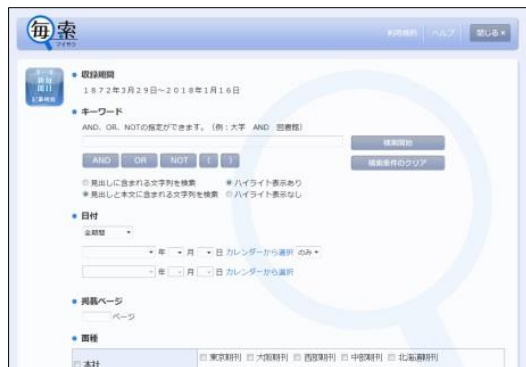 毎索
マイサク
利用規約 ヘルプ 閉じる×
毎日新聞
記事検索
収録期間
1872年3月29日～2018年1月16日
キーワード
AND、OR、NOTの指定ができます。（例：大学 AND 図書館）
検索開始
AND OR NOT ( ) 検索条件のクリア
見出しに含まれる文字列を検索 ハイライト表示あり
見出しと本文に含まれる文字列を検索 ハイライト表示なし
日付
全期間
年 月 日 カレンダーから選択 のみ
年 月 日 カレンダーから選択
掲載ページ
ページ
面種
本社 東京朝刊 大阪朝刊 西部朝刊 中部朝刊 北海道朝刊